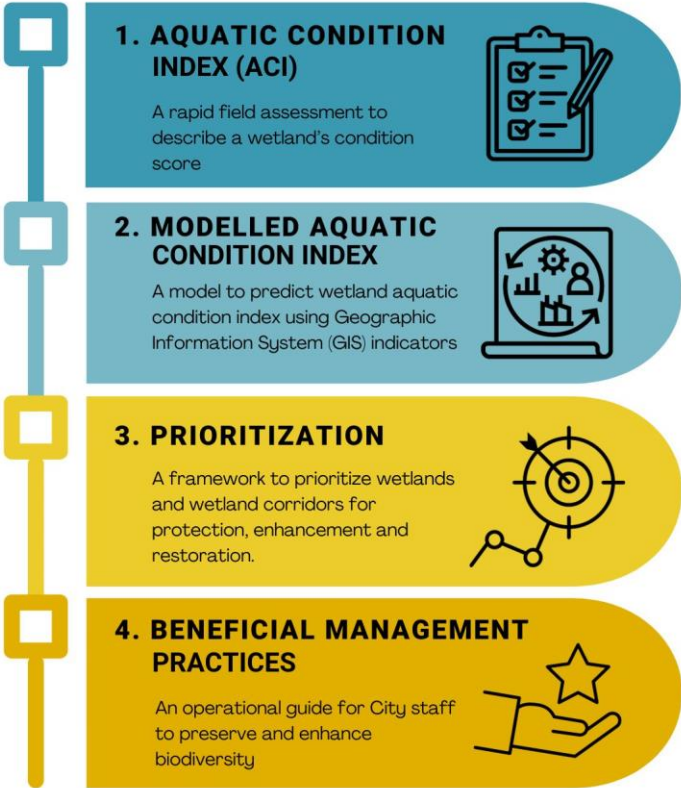 1. AQUATIC CONDITION
INDEX (ACI)
A rapid field assessment to
describe a wetland's condition
score
2. MODELLED AQUATIC
CONDITION INDEX
A model to predict wetland aquatic
condition index using Geographic
Information System (GIS) indicators
3. PRIORITIZATION
A framework to prioritize wetlands
and wetland corridors for
protection, enhancement and
restoration.
4. BENEFICIAL MANAGEMENT
PRACTICES
An operational guide for City staff
to preserve and enhance
biodiversity